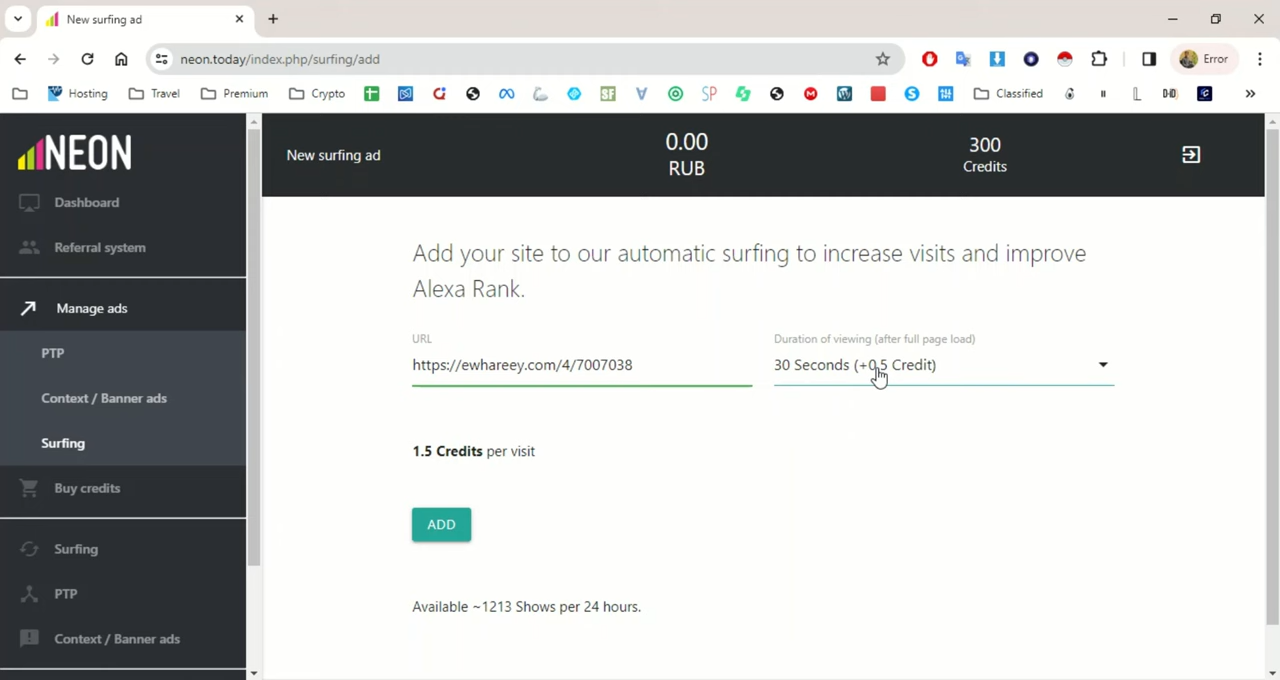 New surfing ad
neon.today/index.php/surfing/add
Error
Hosting
Travel
Premium
Crypto
SF
SP
Classified
NEON
New surfing ad
0.00
RUB
300
Credits
Dashboard
Referral system
Manage ads
PTP
Context / Banner ads
Surfing
Buy credits
Surfing
PTP
Context / Banner ads
Add your site to our automatic surfing to increase visits and improve
Alexa Rank.
URL
https://ewhareey.com/4/7007038
Duration of viewing (after full page load)
30 Seconds (+0.5 Credit)
1.5 Credits per visit
ADD
Available ~1213 Shows per 24 hours.